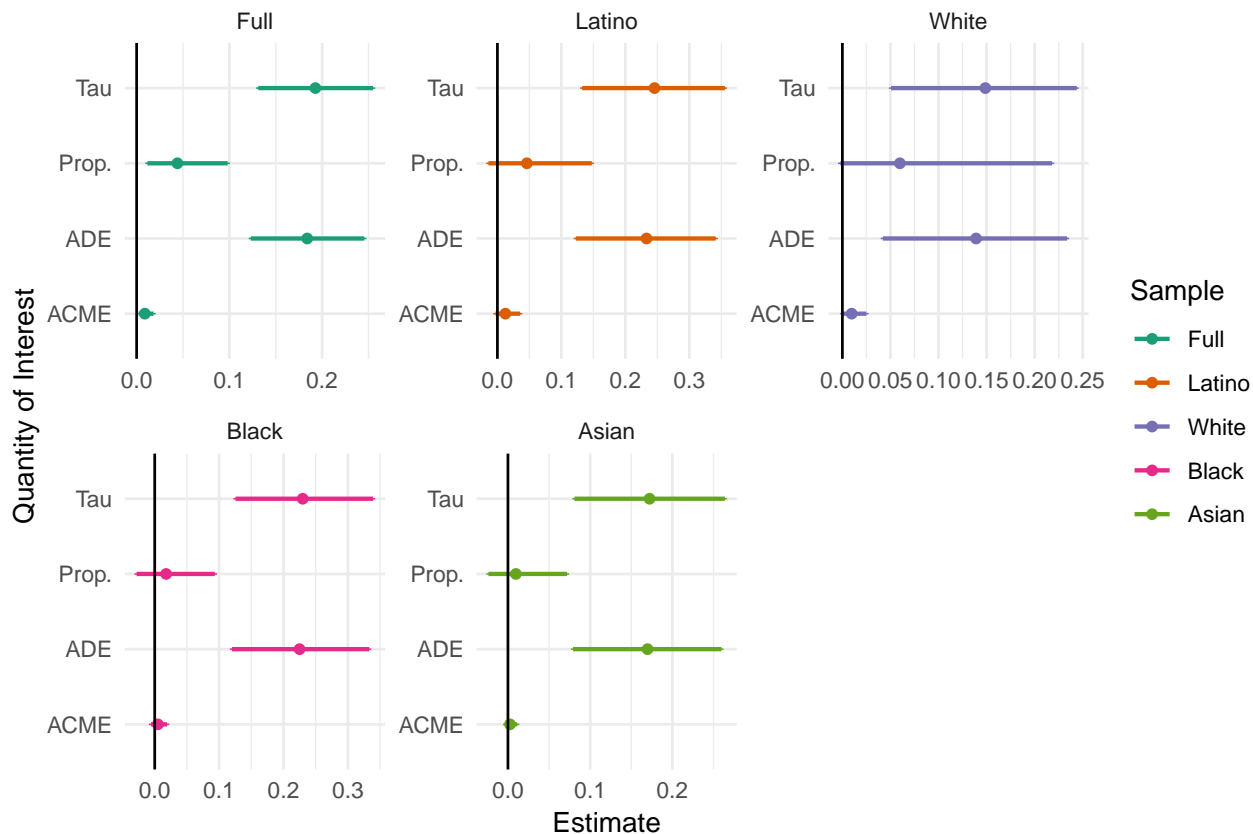 Full
Latino
White
Tau
Prop.
ADE
ACME
0.0 0.1 0.2
Tau
Prop.
ADE
ACME
0.0 0.1 0.2 0.3
Tau
Prop.
ADE
ACME
0.00 0.05 0.10 0.15 0.20 0.25
Black
Asian
Tau
Prop.
ADE
ACME
0.0 0.1 0.2 0.3
Tau
Prop.
ADE
ACME
0.0 0.1 0.2
Quantity of Interest
Estimate
Sample
Full
Latino
White
Black
Asian